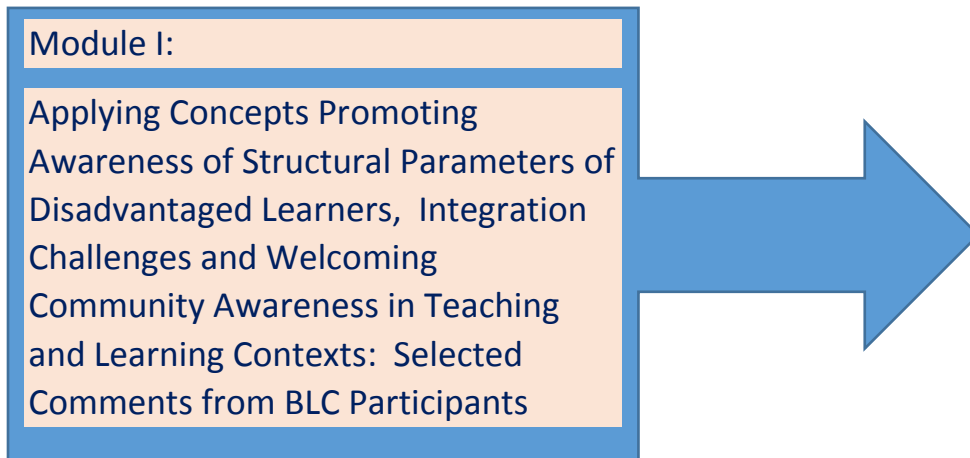 Module I:
Applying Concepts Promoting
Awareness of Structural Parameters of
Disadvantaged Learners,  Integration
Challenges and Welcoming
Community Awareness in Teaching
and Learning Contexts:  Selected
Comments from BLC Participants